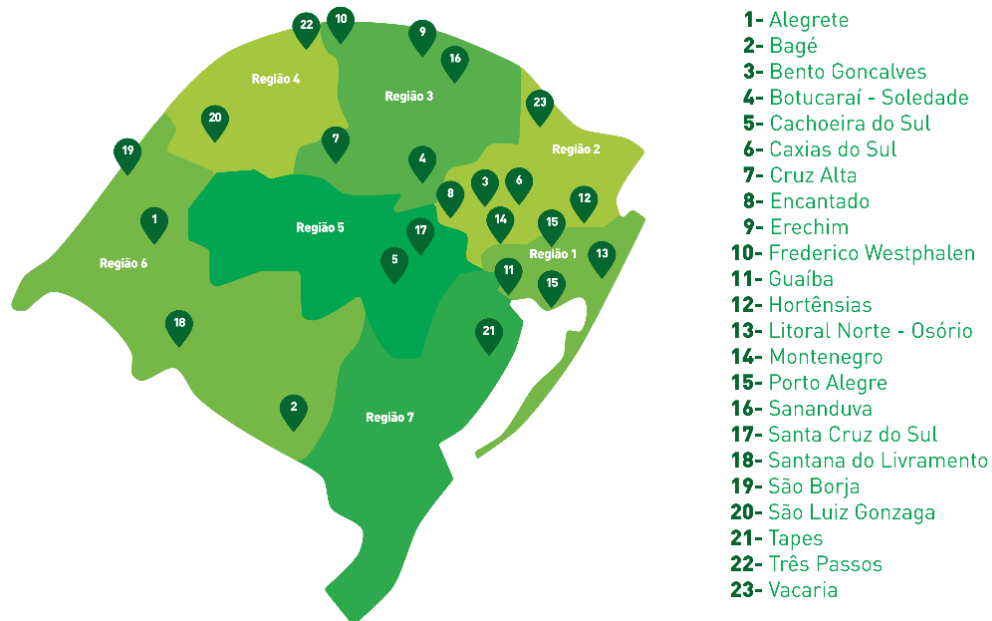 22
10
9
16
Região 4
Região 3
23
20
7
Região 2
19
4
8
3
6
12
1
Região 5
17
14
15
Região 6
5
Região 1
13
11
15
18
21
2
Região 7
1- Alegrete
2- Bagé
3- Bento Goncalves
4- Botucaraí - Soledade
5- Cachoeira do Sul
6- Caxias do Sul
7- Cruz Alta
8- Encantado
9- Erechim
10- Frederico Westphalen
11- Guaíba
12- Hortênsias
13- Litoral Norte - Osório
14- Montenegro
15- Porto Alegre
16- Sananduva
17- Santa Cruz do Sul
18- Santana do Livramento
19- São Borja
20- São Luiz Gonzaga
21- Tapes
22- Três Passos
23- Vacaria